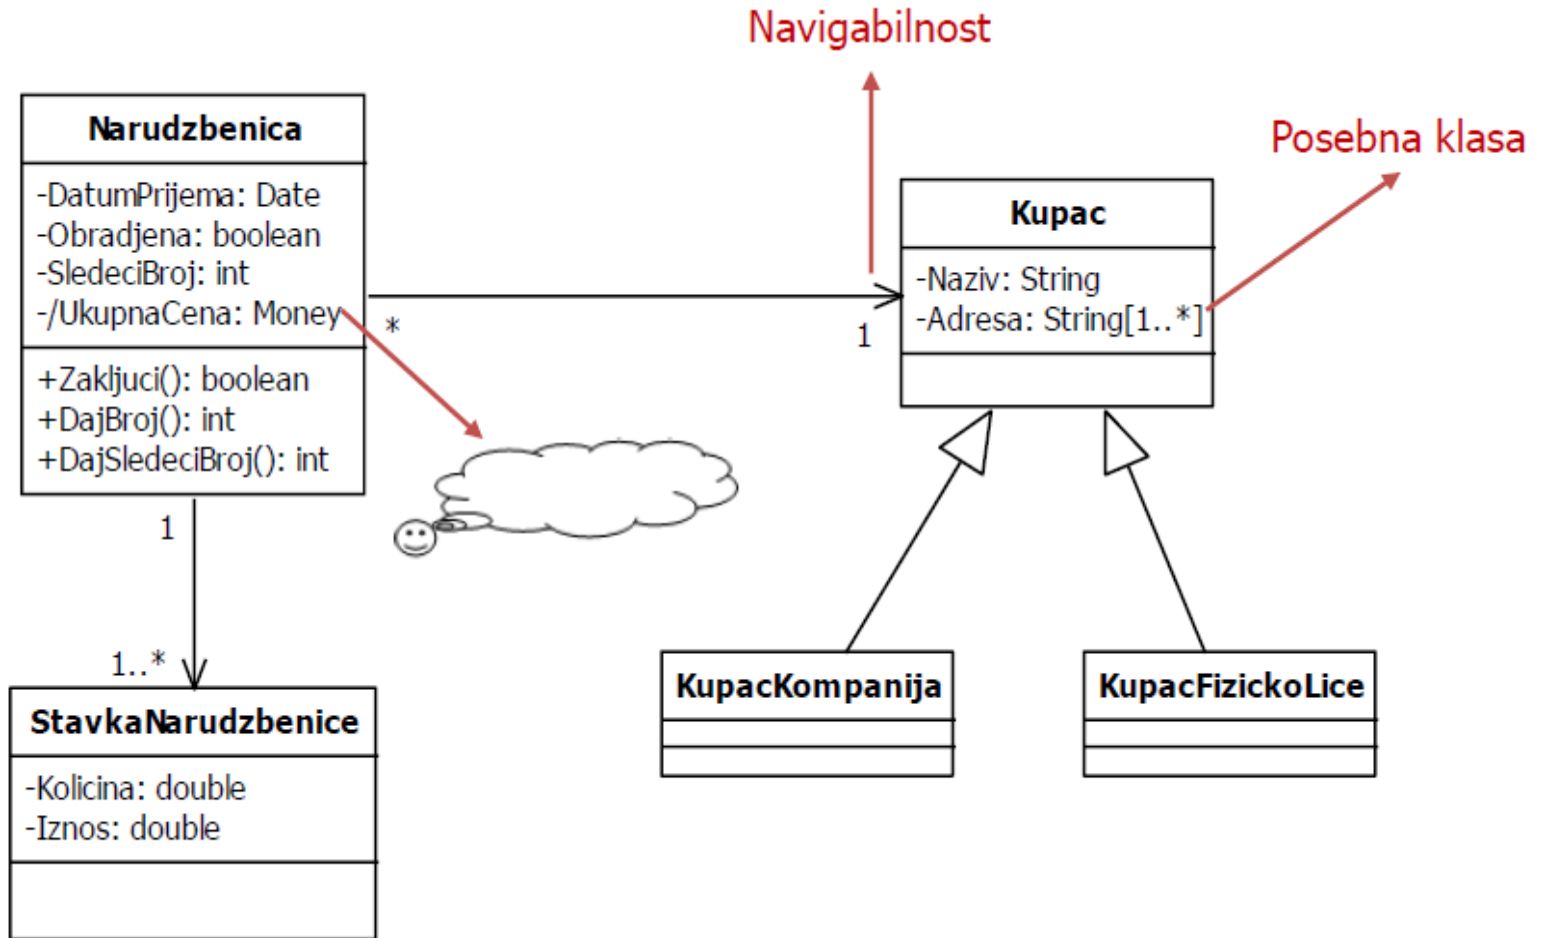 Navigabilnost
Posebna klasa
Narudzbenica
-DatumPrijema: Date
-Obradjena: boolean
-SledeciBroj: int
-/UkupnaCena: Money
+Zakljuci(): boolean
+DajBroj(): int
+DajSledeciBroj(): int
*
1
Kupac
-Naziv: String
-Adresa: String[1..*]
1
1..*
StavkaNarudzbenice
-Kolicina: double
-Iznos: double
KupacKompanija
KupacFizickoLice